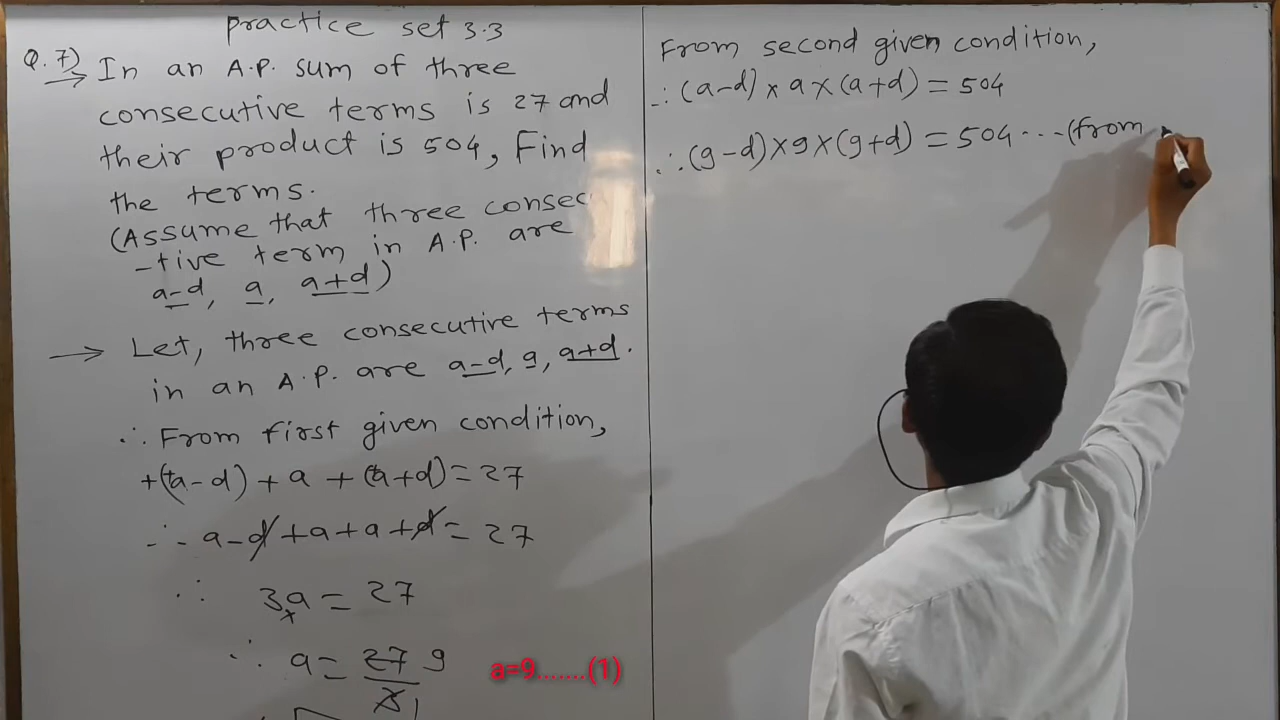 practice set 3.3
Q.7) In an A.P. sum of three
consecutive terms is 27 and
their product is 504, Find
the terms.
(Assume that three consec
-tive term in A.P. are
a-d, a, a+d)
→ Let, three consecutive terms
in an A.P. are a-d, a, a+d.
∴ From first given condition,
+(+a-d) + a + (a+d) = 27
∴ a-d+a+a+d = 27
∴ 3a = 27
∴ a = 27 9
3 1
a=9.......(1)
From second given condition,
∴ (a-d) × a × (a+d) = 504
∴ (9-d) × 9 × (9+d) = 504 ... (from